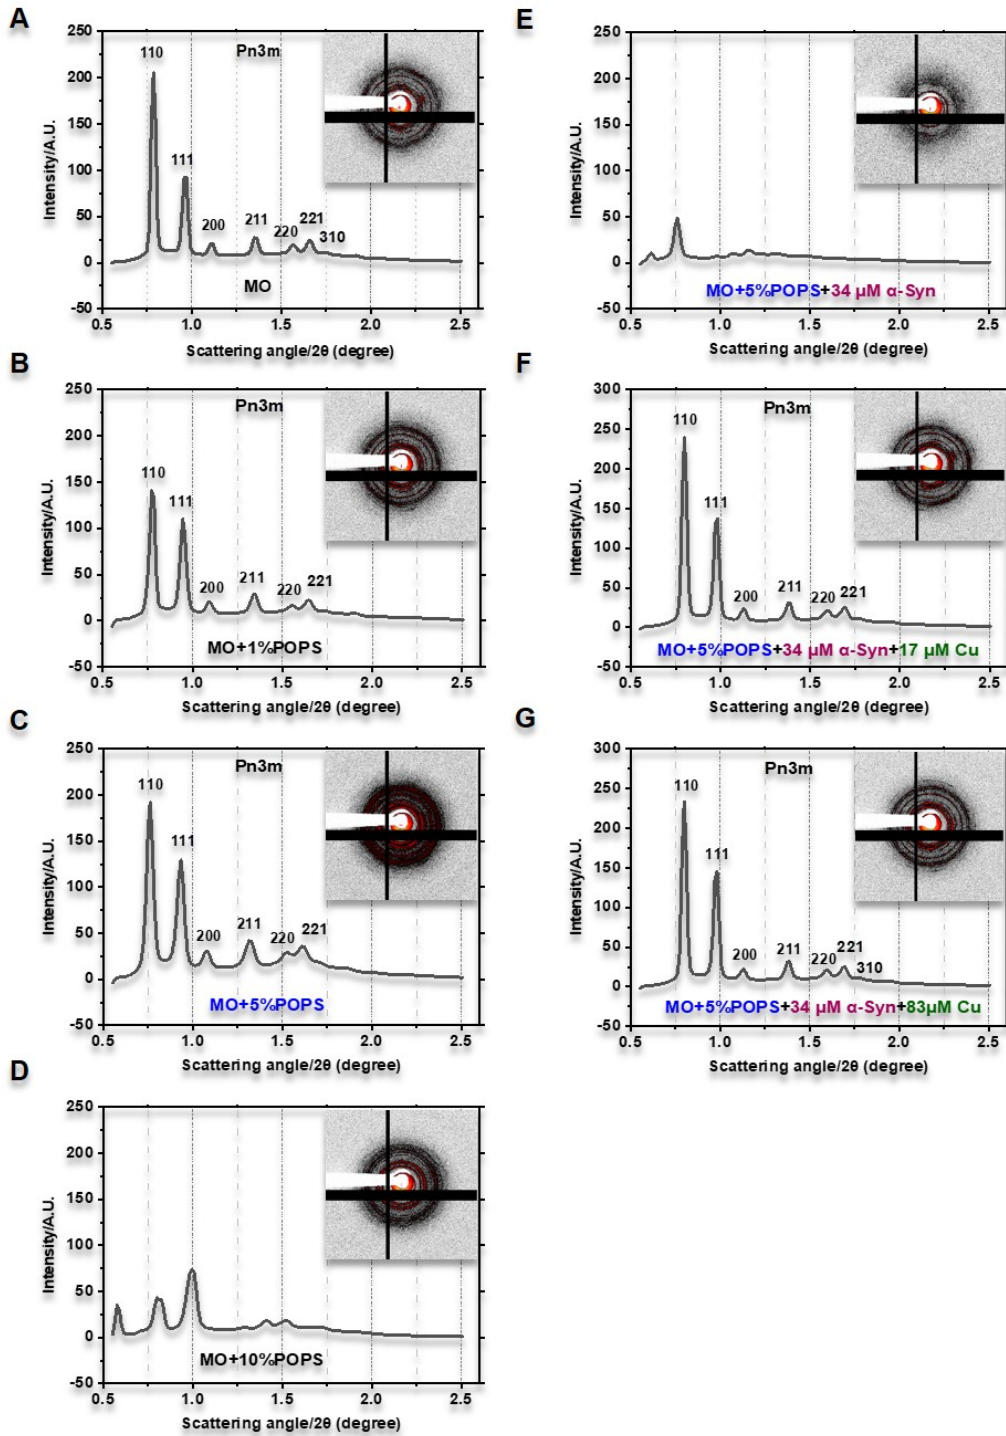 A
250
200
150
100
50
0
-50
Intensity/A.U.
Pn3m
110
111
200
211
220
221
310
MO
0.5 1.0 1.5 2.0 2.5
Scattering angle/2θ (degree)
B
250
200
150
100
50
0
-50
Intensity/A.U.
Pn3m
110
111
200
211
220
221
MO+1%POPS
0.5 1.0 1.5 2.0 2.5
Scattering angle/2θ (degree)
C
250
200
150
100
50
0
-50
Intensity/A.U.
Pn3m
110
111
200
211
220
221
MO+5%POPS
0.5 1.0 1.5 2.0 2.5
Scattering angle/2θ (degree)
D
250
200
150
100
50
0
-50
Intensity/A.U.
MO+10%POPS
0.5 1.0 1.5 2.0 2.5
Scattering angle/2θ (degree)
E
250
200
150
100
50
0
-50
Intensity/A.U.
MO+5%POPS+34 μM α-Syn
0.5 1.0 1.5 2.0 2.5
Scattering angle/2θ (degree)
F
300
250
200
150
100
50
0
-50
Intensity/A.U.
Pn3m
110
111
200
211
220
221
MO+5%POPS+34 μM α-Syn+17 μM Cu
0.5 1.0 1.5 2.0 2.5
Scattering angle/2θ (degree)
G
300
250
200
150
100
50
0
-50
Intensity/A.U.
Pn3m
110
111
200
211
220
221
310
MO+5%POPS+34 μM α-Syn+83μM Cu
0.5 1.0 1.5 2.0 2.5
Scattering angle/2θ (degree)